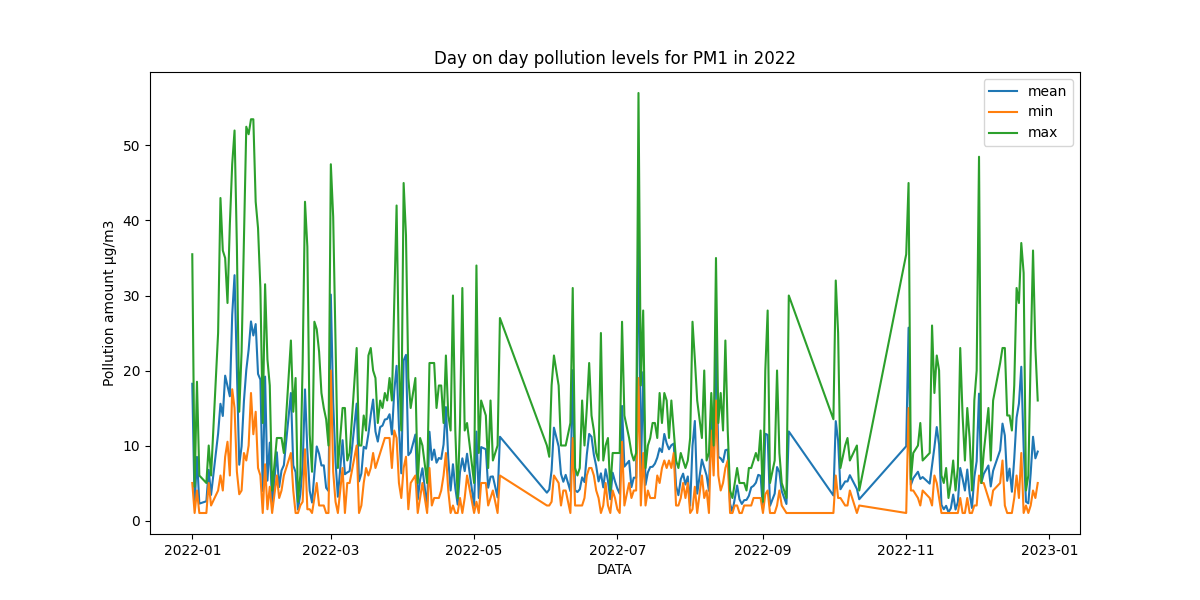 Day on day pollution levels for PM1 in 2022
mean
min
max
Pollution amount µg/m3
50
40
30
20
10
0
2022-01
2022-03
2022-05
2022-07
2022-09
2022-11
2023-01
DATA